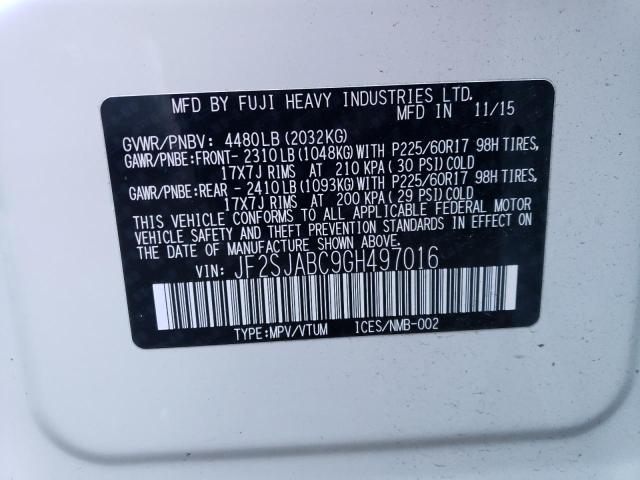 MFD BY FUJI HEAVY INDUSTRIES LTD.
MFD IN 11/15
GVWR/PNBV: 4480LB(2032KG)
GAWR/PNBE:FRONT- 2310LB(1048KG)WITH P225/60R17 98H TIRES,
17X7J RIMS AT 210 KPA(30 PSI)COLD
GAWR/PNBE:REAR - 2410LB(1093KG)WITH P225/60R17 98H TIRES,
17X7J RIMS AT 200 KPA(29 PSI)COLD
THIS VEHICLE CONFORMS TO ALL APPLICABLE FEDERAL MOTOR
VEHICLE SAFETY AND THEFT PREVENTION STANDARDS IN EFFECT ON
THE DATE OF MANUFACTURE SHOWN ABOVE.
VIN: JF2SJABC9GH497016
TYPE:MPV/VTUM ICES/NMB-002